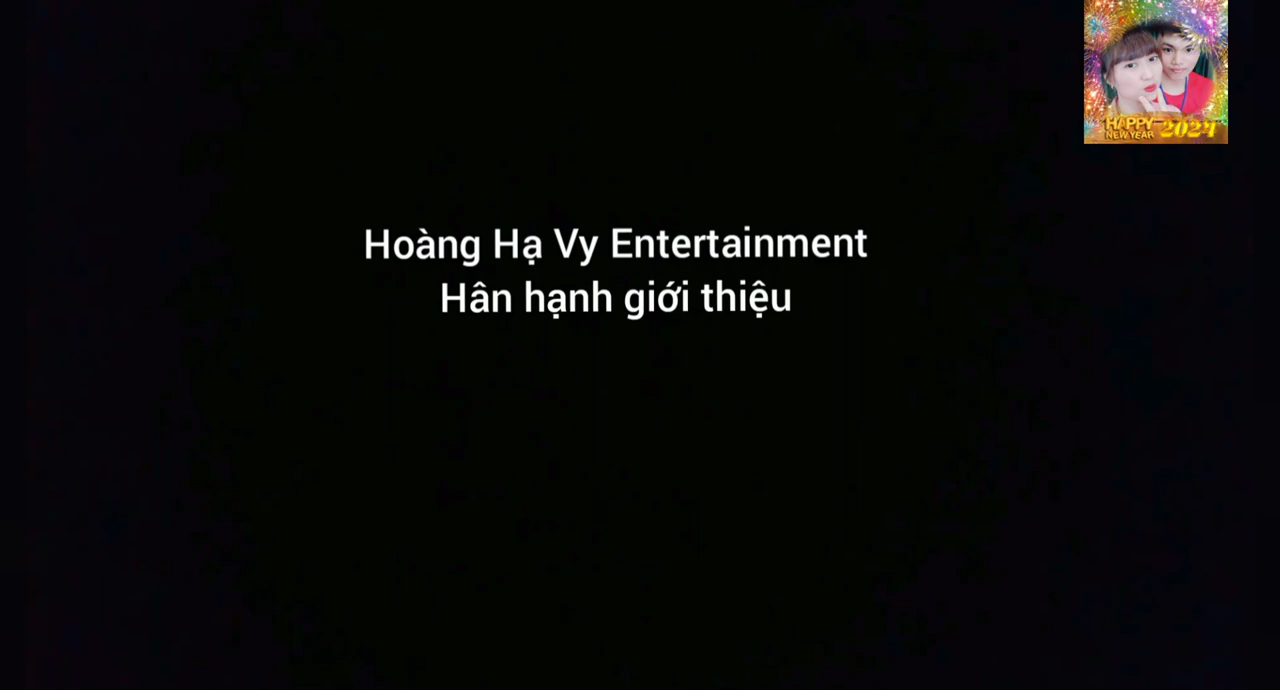 HAPPY
NEW YEAR 2024
Hoàng Hạ Vy Entertainment
Hân hạnh giới thiệu